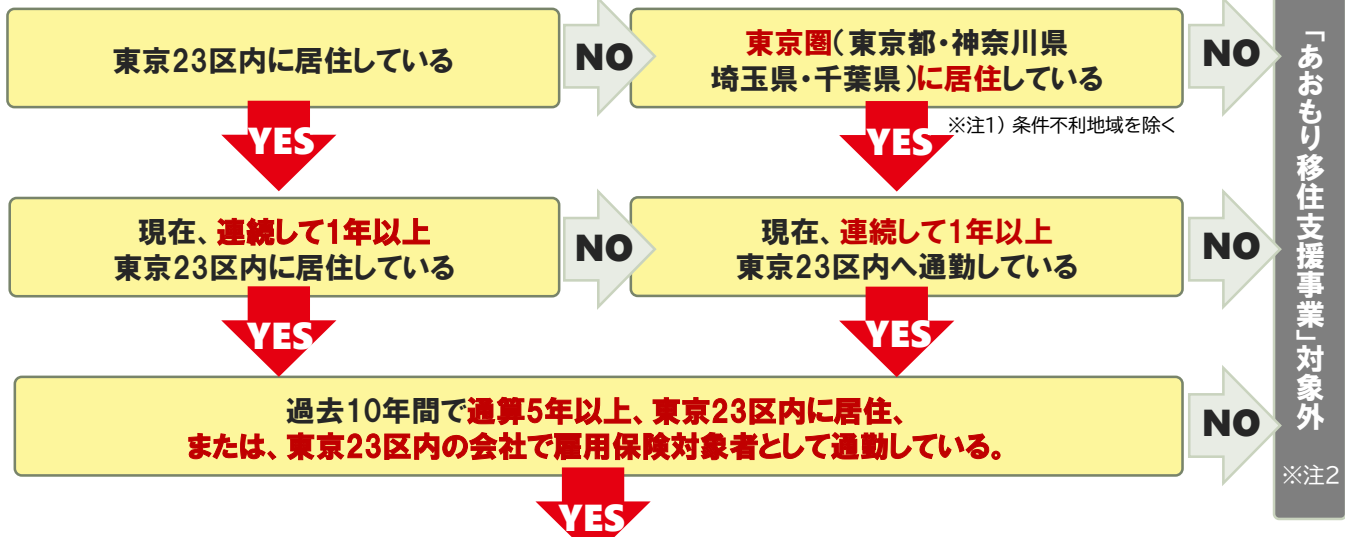 東京23区内に居住している
NO
東京圏(東京都・神奈川県
埼玉県・千葉県)に居住している
NO
YES
YES
※注1) 条件不利地域を除く
現在、連続して1年以上
東京23区内に居住している
NO
現在、連続して1年以上
東京23区内へ通勤している
NO
YES
YES
過去10年間で通算5年以上、東京23区内に居住、
または、東京23区内の会社で雇用保険対象者として通勤している。
NO
YES
「あおもり移住支援事業」対象外
※注2